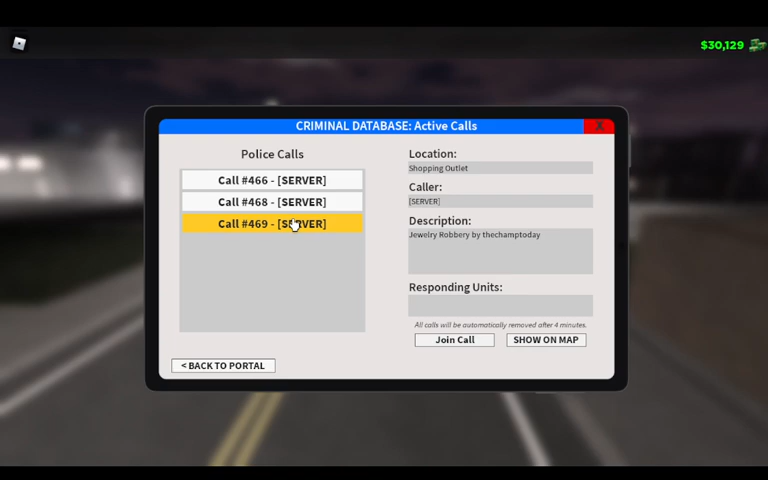 $30,129
CRIMINAL DATABASE: Active Calls
X
Police Calls
Call #466 - [SERVER]
Call #468 - [SERVER]
Call #469 - [SERVER]
< BACK TO PORTAL
Location:
Shopping Outlet
Caller:
[SERVER]
Description:
Jewelry Robbery by thechamptoday
Responding Units:
All calls will be automatically removed after 4 minutes.
Join Call
SHOW ON MAP